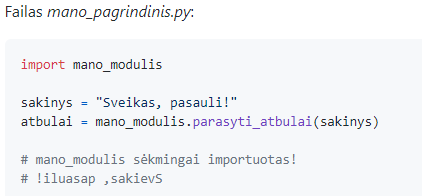 Failas mano_pagrindinis.py:
import mano_modulis
sakinys = "Sveikas, pasauli!"
atbulai = mano_modulis.parasyti_atbulai(sakinys)
# mano_modulis sėkmingai importuotas!
# !iluasap ,sakievS